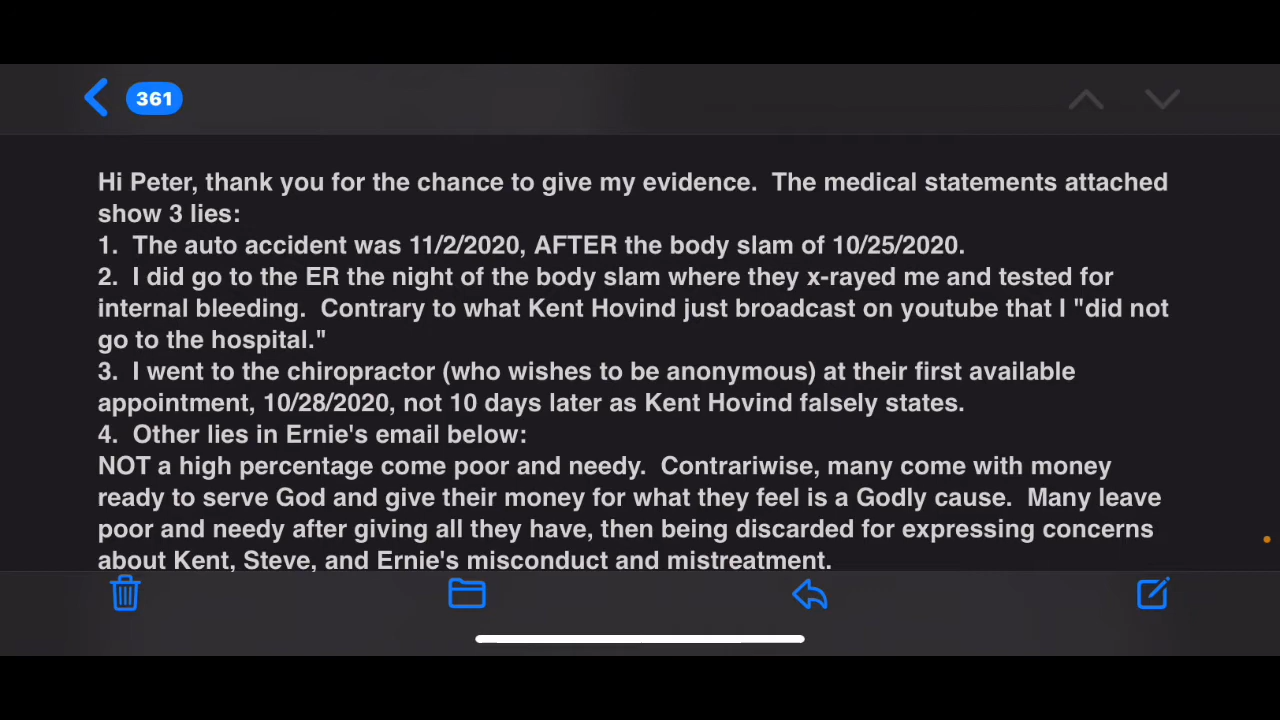 361
Hi Peter, thank you for the chance to give my evidence.  The medical statements attached
show 3 lies:
1.  The auto accident was 11/2/2020, AFTER the body slam of 10/25/2020.
2.  I did go to the ER the night of the body slam where they x-rayed me and tested for
internal bleeding.  Contrary to what Kent Hovind just broadcast on youtube that I "did not
go to the hospital."
3.  I went to the chiropractor (who wishes to be anonymous) at their first available
appointment, 10/28/2020, not 10 days later as Kent Hovind falsely states.
4.  Other lies in Ernie's email below:
NOT a high percentage come poor and needy.  Contrariwise, many come with money
ready to serve God and give their money for what they feel is a Godly cause.  Many leave
poor and needy after giving all they have, then being discarded for expressing concerns
about Kent, Steve, and Ernie's misconduct and mistreatment.